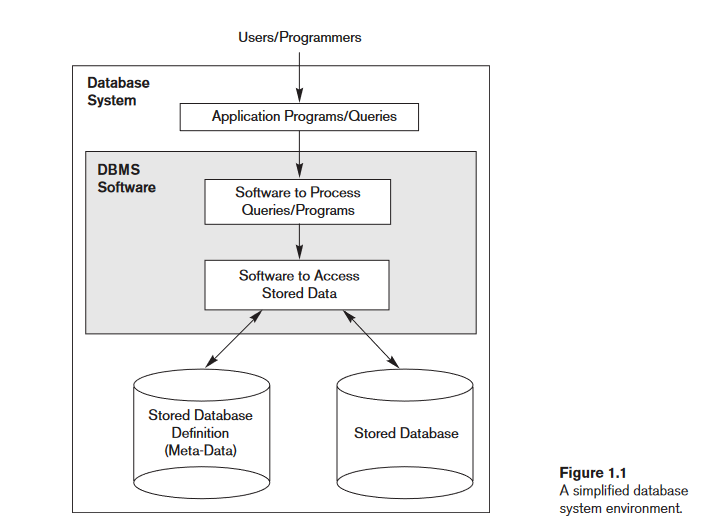 Users/Programmers
Database
System
Application Programs/Queries
DBMS
Software
Software to Process
Queries/Programs
Software to Access
Stored Data
Stored Database
Definition
(Meta-Data)
Stored Database
Figure 1.1
A simplified database
system environment.